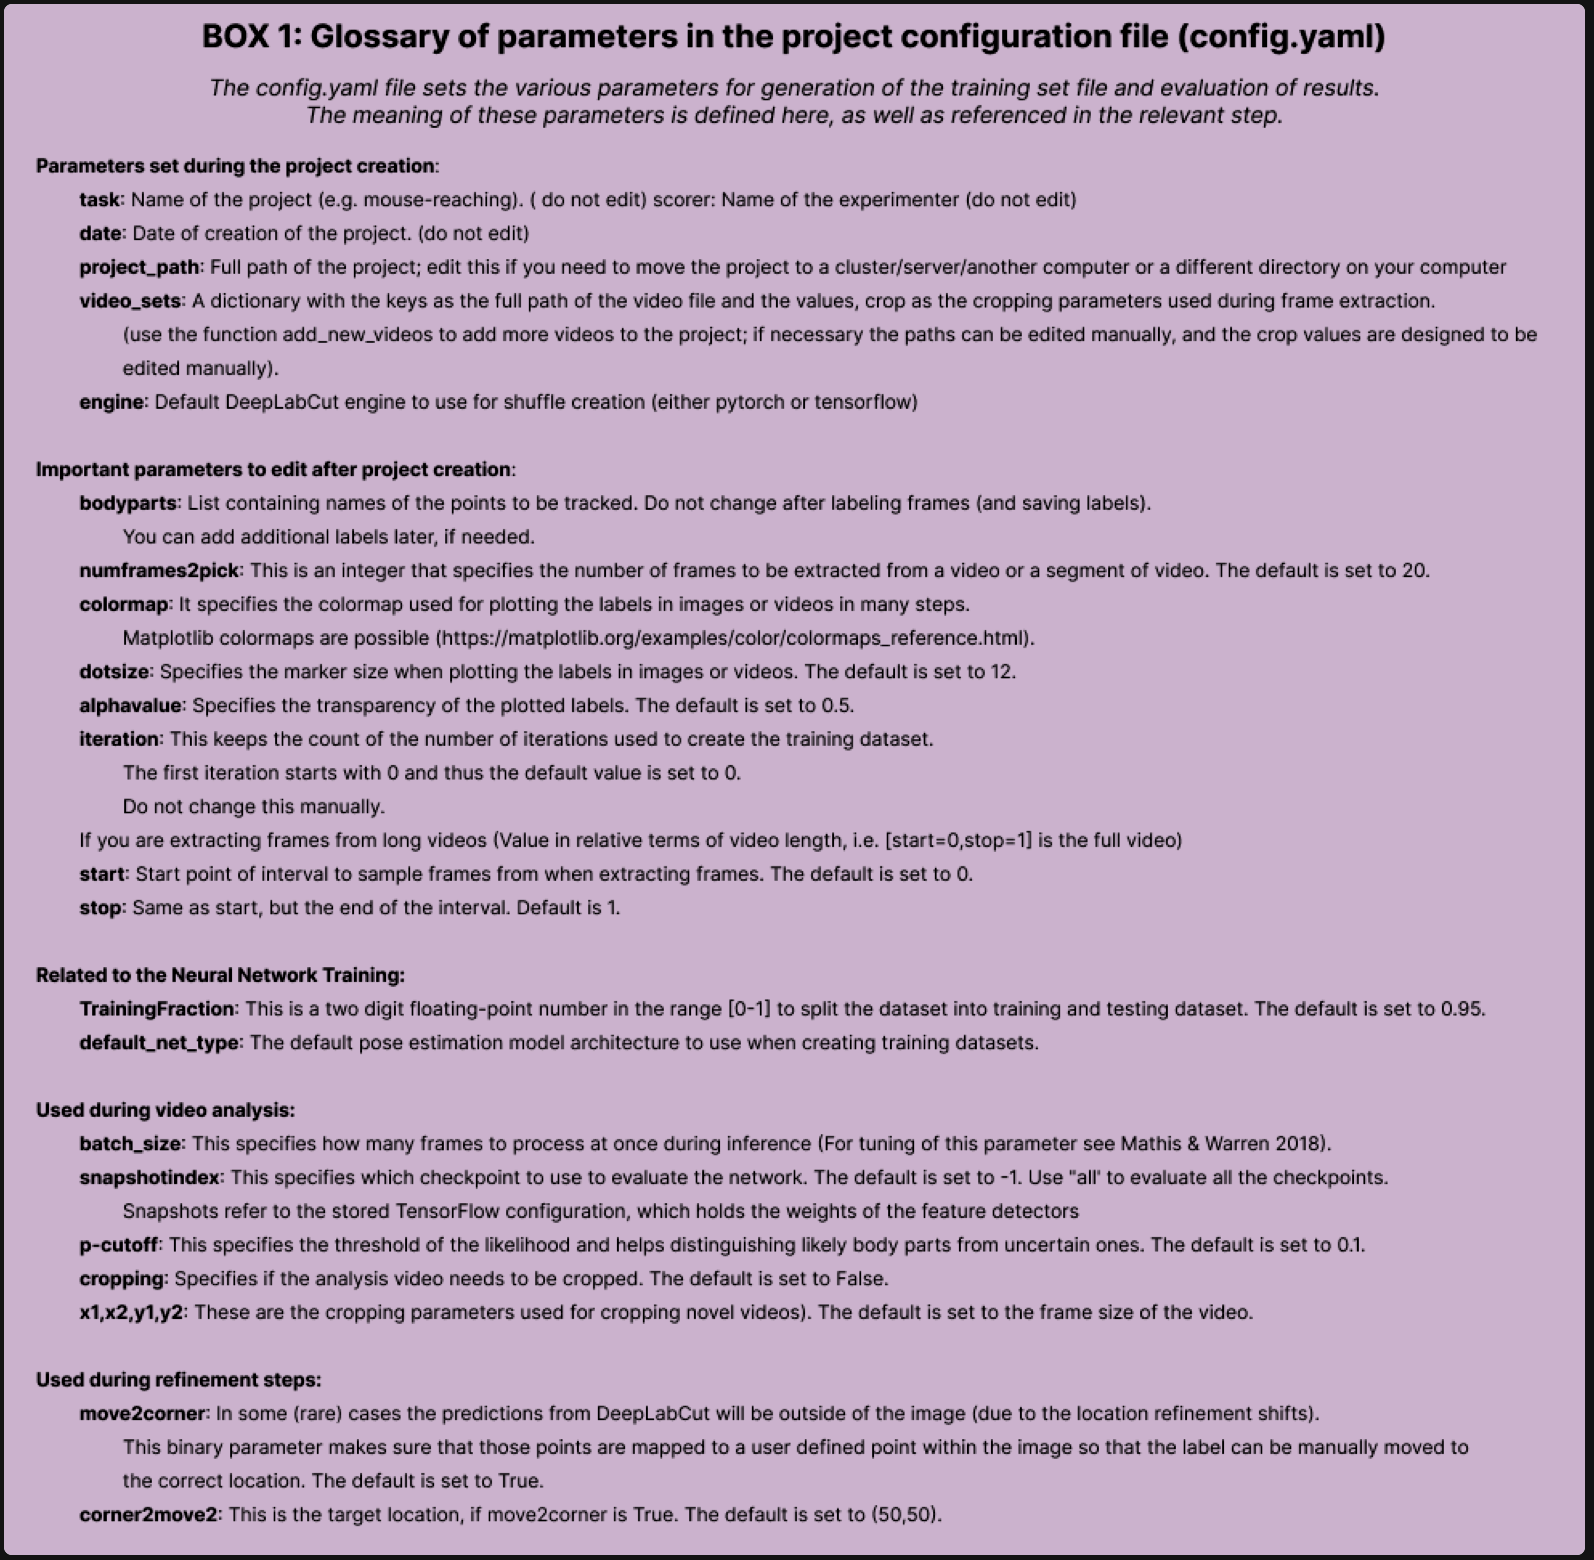 BOX 1: Glossary of parameters in the project configuration file (config.yaml)
The config.yaml file sets the various parameters for generation of the training set file and evaluation of results.
The meaning of these parameters is defined here, as well as referenced in the relevant step.
Parameters set during the project creation:
task: Name of the project (e.g. mouse-reaching). ( do not edit) scorer: Name of the experimenter (do not edit)
date: Date of creation of the project. (do not edit)
project_path: Full path of the project; edit this if you need to move the project to a cluster/server/another computer or a different directory on your computer
video_sets: A dictionary with the keys as the full path of the video file and the values, crop as the cropping parameters used during frame extraction.
(use the function add_new_videos to add more videos to the project; if necessary the paths can be edited manually, and the crop values are designed to be
edited manually).
engine: Default DeepLabCut engine to use for shuffle creation (either pytorch or tensorflow)
Important parameters to edit after project creation:
bodyparts: List containing names of the points to be tracked. Do not change after labeling frames (and saving labels).
You can add additional labels later, if needed.
numframes2pick: This is an integer that specifies the number of frames to be extracted from a video or a segment of video. The default is set to 20.
colormap: It specifies the colormap used for plotting the labels in images or videos in many steps.
Matplotlib colormaps are possible (https://matplotlib.org/examples/color/colormaps_reference.html).
dotsize: Specifies the marker size when plotting the labels in images or videos. The default is set to 12.
alphavalue: Specifies the transparency of the plotted labels. The default is set to 0.5.
iteration: This keeps the count of the number of iterations used to create the training dataset.
The first iteration starts with 0 and thus the default value is set to 0.
Do not change this manually.
If you are extracting frames from long videos (Value in relative terms of video length, i.e. [start=0,stop=1] is the full video)
start: Start point of interval to sample frames from when extracting frames. The default is set to 0.
stop: Same as start, but the end of the interval. Default is 1.
Related to the Neural Network Training:
TrainingFraction: This is a two digit floating-point number in the range [0-1] to split the dataset into training and testing dataset. The default is set to 0.95.
default_net_type: The default pose estimation model architecture to use when creating training datasets.
Used during video analysis:
batch_size: This specifies how many frames to process at once during inference (For tuning of this parameter see Mathis & Warren 2018).
snapshotindex: This specifies which checkpoint to use to evaluate the network. The default is set to -1. Use "all' to evaluate all the checkpoints.
Snapshots refer to the stored TensorFlow configuration, which holds the weights of the feature detectors
p-cutoff: This specifies the threshold of the likelihood and helps distinguishing likely body parts from uncertain ones. The default is set to 0.1.
cropping: Specifies if the analysis video needs to be cropped. The default is set to False.
x1,x2,y1,y2: These are the cropping parameters used for cropping novel videos). The default is set to the frame size of the video.
Used during refinement steps:
move2corner: In some (rare) cases the predictions from DeepLabCut will be outside of the image (due to the location refinement shifts).
This binary parameter makes sure that those points are mapped to a user defined point within the image so that the label can be manually moved to
the correct location. The default is set to True.
corner2move2: This is the target location, if move2corner is True. The default is set to (50,50).